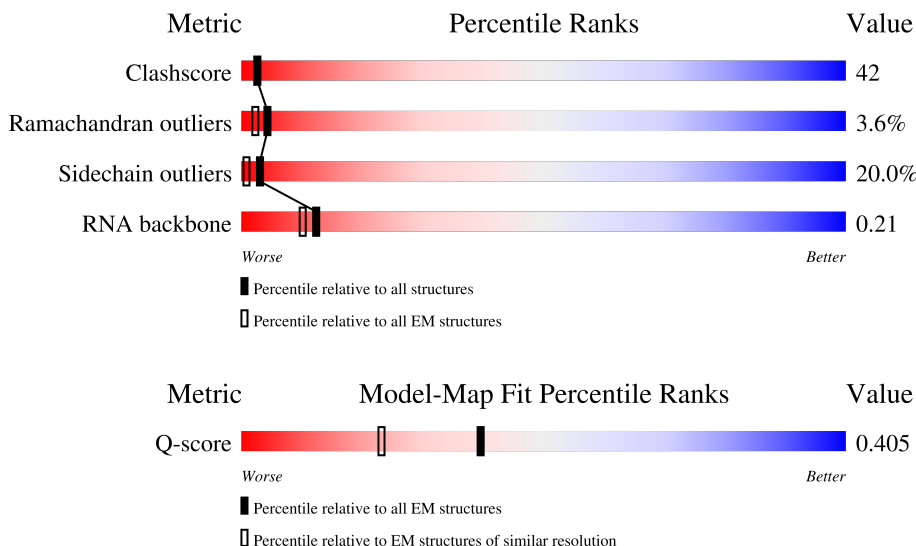 Metric Percentile Ranks Value
Clashscore 42
Ramachandran outliers 3.6%
Sidechain outliers 20.0%
RNA backbone 0.21
Worse Better
Percentile relative to all structures
Percentile relative to all EM structures
Metric Model-Map Fit Percentile Ranks Value
Q-score 0.405
Worse Better
Percentile relative to all EM structures
Percentile relative to EM structures of similar resolution